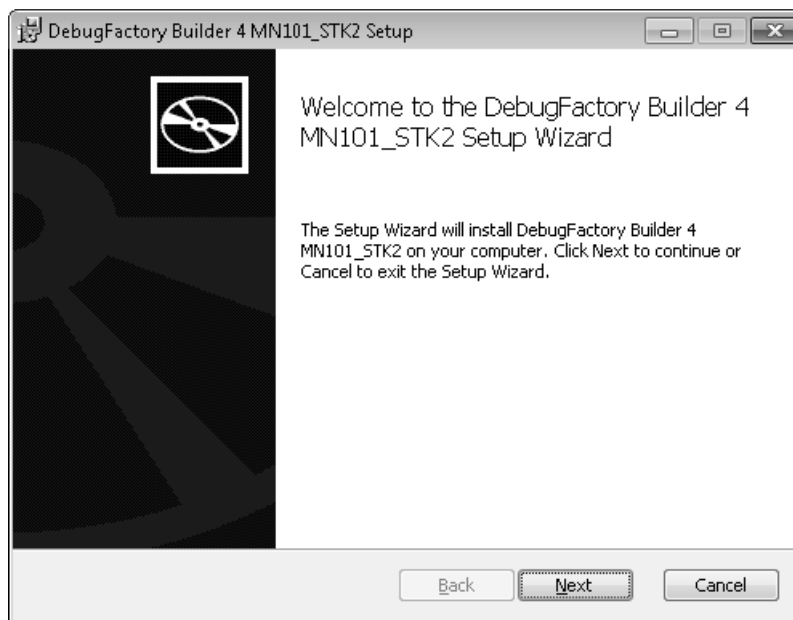 DebugFactory Builder 4 MN101_STK2 Setup
Welcome to the DebugFactory Builder 4
MN101_STK2 Setup Wizard
The Setup Wizard will install DebugFactory Builder 4
MN101_STK2 on your computer. Click Next to continue or
Cancel to exit the Setup Wizard.
Back
Next
Cancel